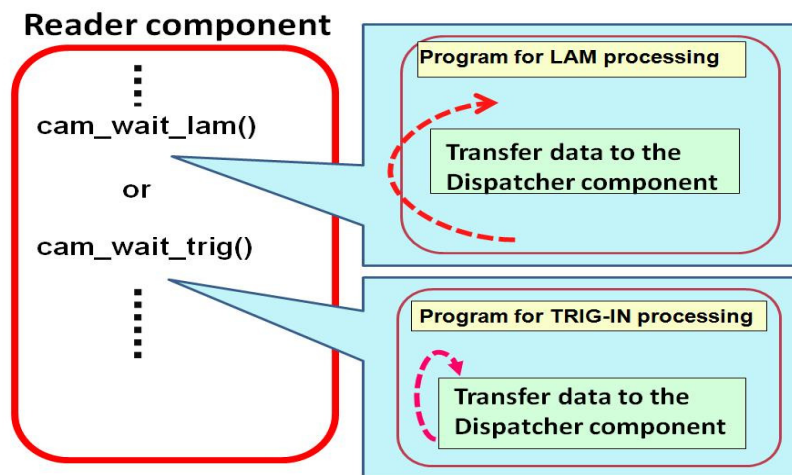 Reader component
cam_wait_lam()
or
cam_wait_trig()
Program for LAM processing
Transfer data to the
Dispatcher component
Program for TRIG-IN processing
Transfer data to the
Dispatcher component